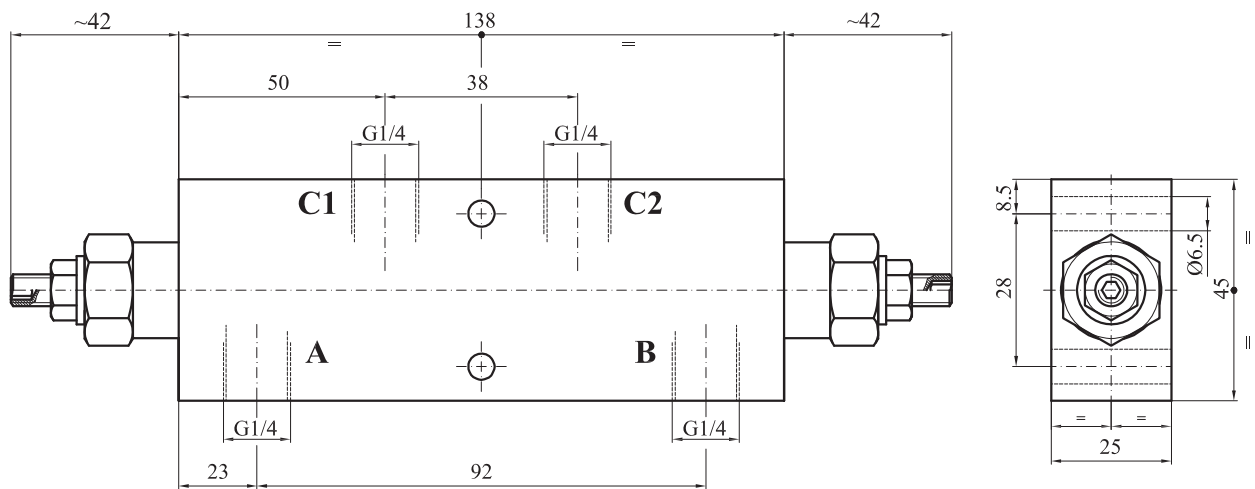 ~42 138 ~42
= =
50 38
G1/4 G1/4
C1 C2
8.5
Ø6.5
=
28
45
=
A B
G1/4 G1/4
= =
23 92 25